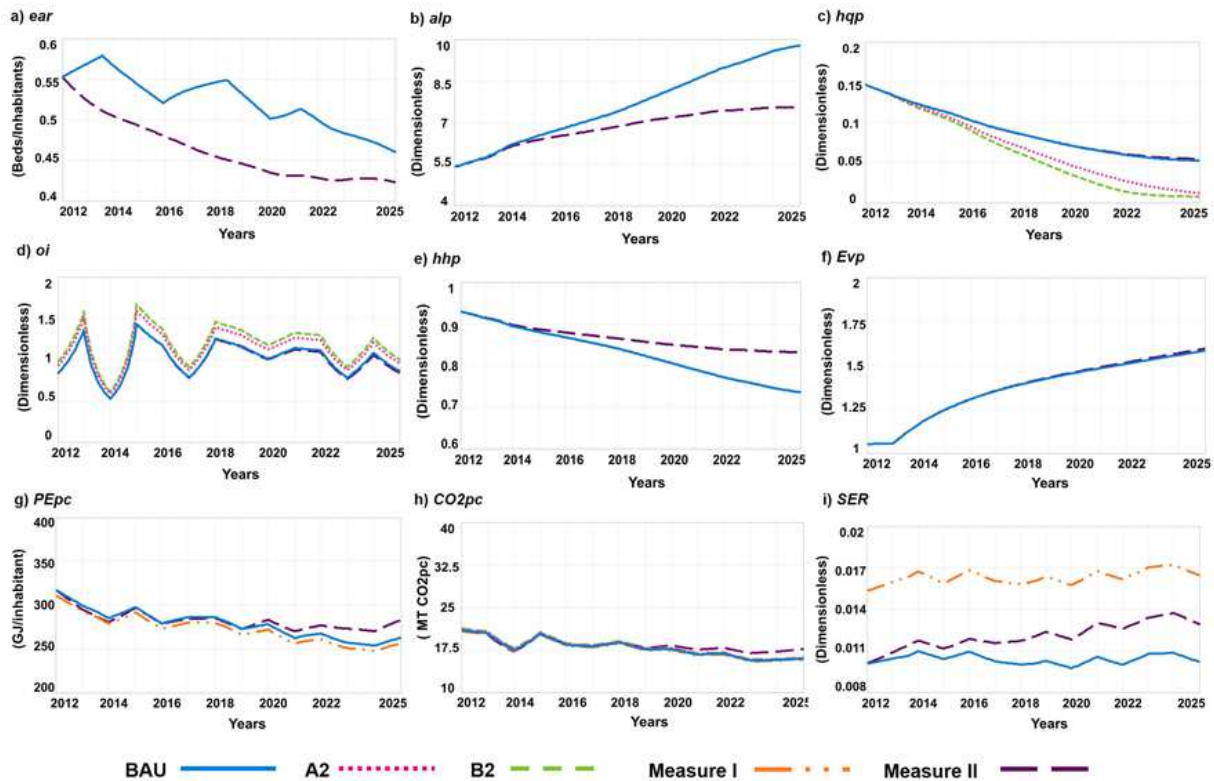 a) ear
b) alp
c) hqp
(Beds/Inhabitants)
0.6
0.55
0.5
0.45
0.4
2012 2014 2016 2018 2020 2022 2025
Years
(Dimensionless)
10
8.5
7
5.5
4
2012 2014 2016 2018 2020 2022 2025
Years
(Dimensionless)
0.2
0.15
0.1
0.05
0
2012 2014 2016 2018 2020 2022 2025
Years
d) oi
e) hhp
f) Evp
(Dimensionless)
2
1.5
1
0.5
0
2012 2014 2016 2018 2020 2022 2025
Years
(Dimensionless)
1
0.9
0.8
0.7
0.6
2012 2014 2016 2018 2020 2022 2025
Years
(Dimensionless)
2
1.75
1.5
1.25
1
2012 2014 2016 2018 2020 2022 2025
Years
g) PEpc
h) CO2pc
i) SER
(GJ/inhabitant)
400
350
300
250
200
2012 2014 2016 2018 2020 2022 2025
Years
( MT CO2pc)
40
32.5
25
17.5
10
2012 2014 2016 2018 2020 2022 2025
Years
(Dimensionless)
0.02
0.017
0.014
0.011
0.008
2012 2014 2016 2018 2020 2022 2025
Years
BAU A2 B2 Measure I Measure II